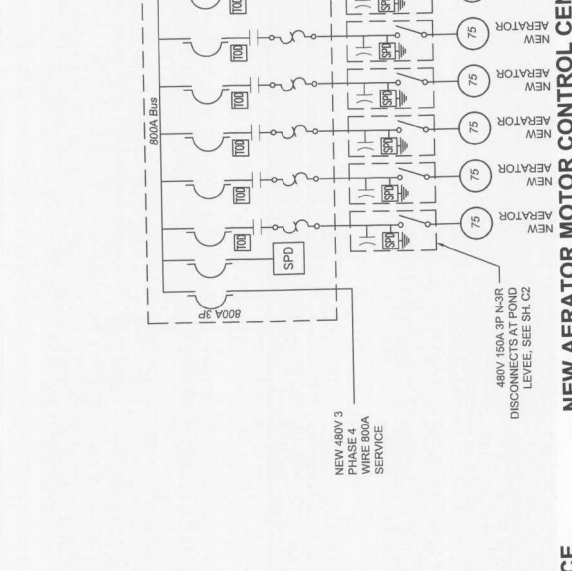 800A Bus
800A 3P
TOD
TOD
TOD
TOD
TOD
TOD
SPD
NEW 480V 3
PHASE 4
WIRE 800A
SERVICE
SPD
SPD
SPD
SPD
SPD
SPD
75
75
75
75
75
NEW
AERATOR
NEW
AERATOR
NEW
AERATOR
NEW
AERATOR
NEW
AERATOR
480V 150A 3P N-3R
DISCONNECTS AT POND
LEVEE, SEE SH. C2
NEW AERATOR MOTOR CONTROL CEN
CE